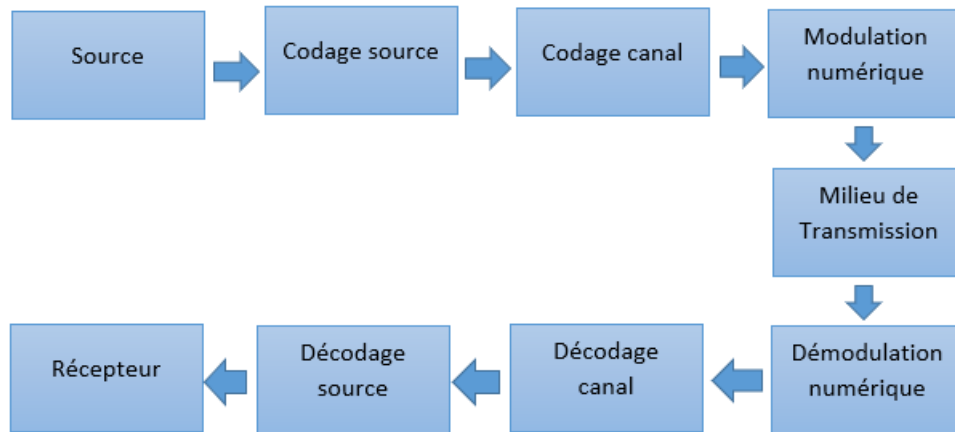 Source
Codage source
Codage canal
Modulation
numérique
Milieu de
Transmission
Démodulation
numérique
Décodage
canal
Décodage
source
Récepteur